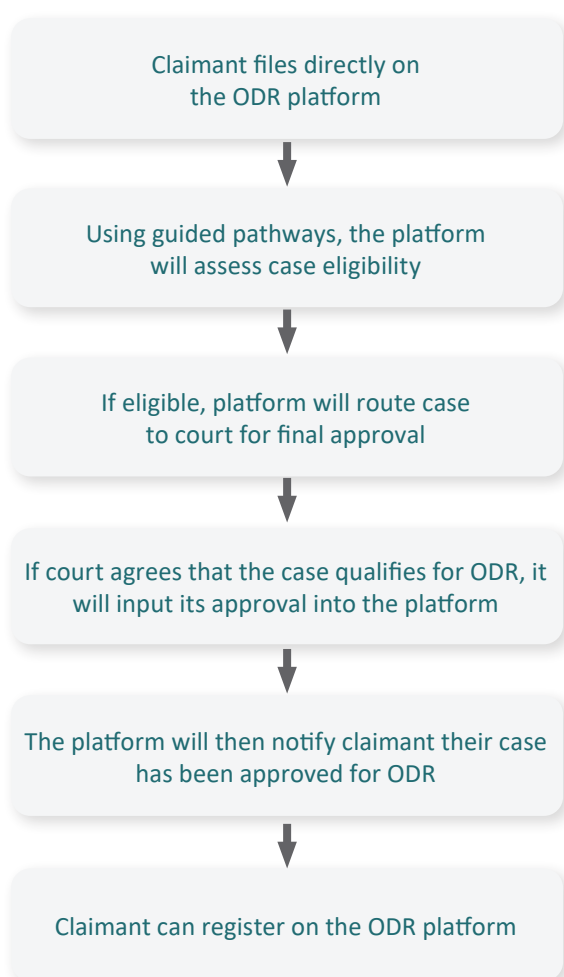 Claimant files directly on
the ODR platform
Using guided pathways, the platform
will assess case eligibility
If eligible, platform will route case
to court for final approval
If court agrees that the case qualifies for ODR, it
will input its approval into the platform
The platform will then notify claimant their case
has been approved for ODR
Claimant can register on the ODR platform